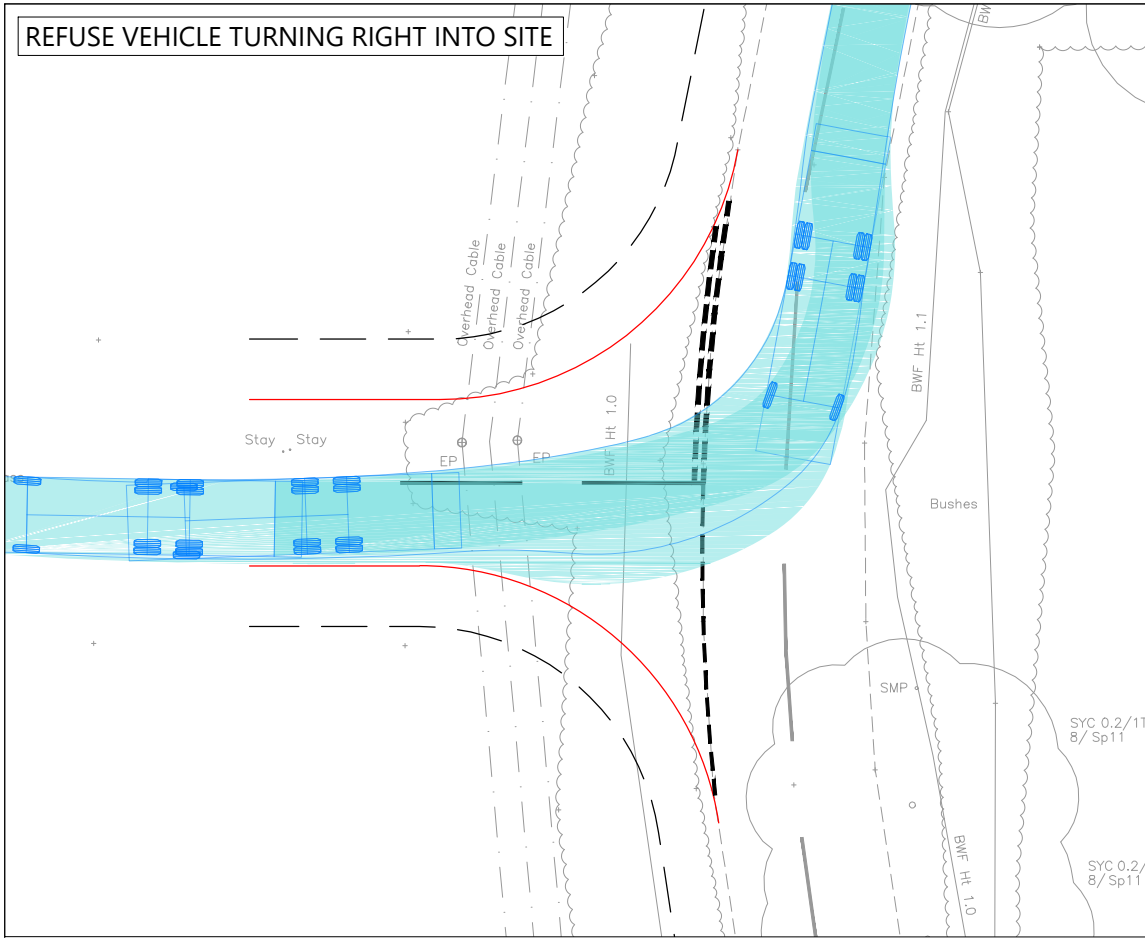 REFUSE VEHICLE TURNING RIGHT INTO SITE
BW
BW
Overhead Cable
Overhead Cable
Overhead Cable
BWF Ht 1.1
BWF Ht 1.0
Stay
Stay
EP
EP
Bushes
SMP
SYC 0.2/11
8/Sp11
BWF Ht 1.0
SYC 0.2/
8/Sp11